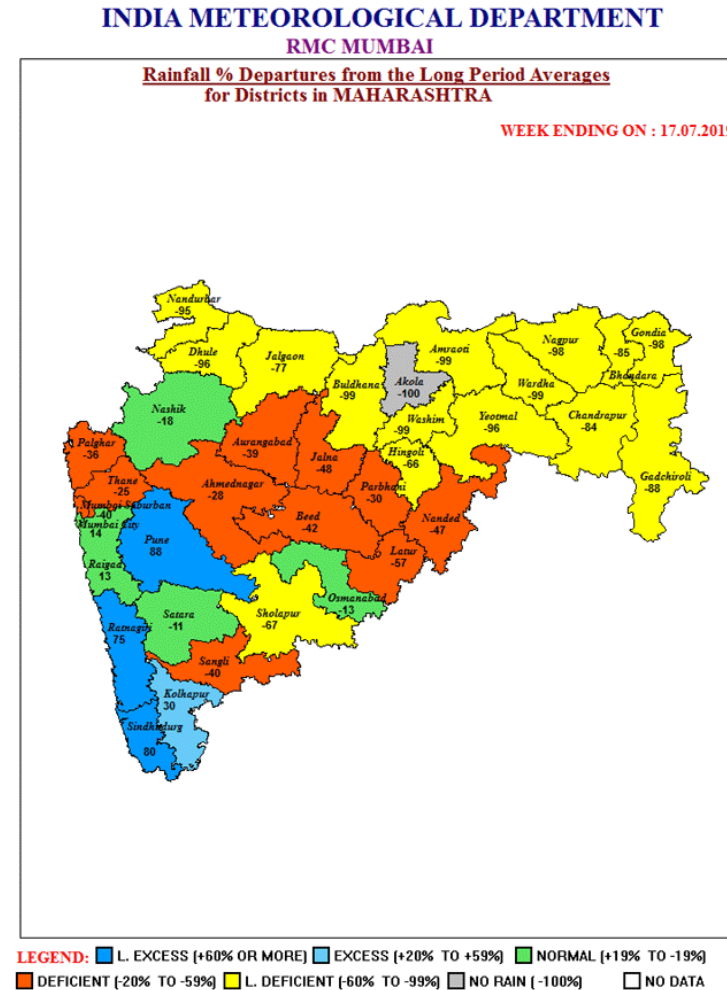 INDIA METEOROLOGICAL DEPARTMENT
RMC MUMBAI
Rainfall % Departures from the Long Period Averages
for Districts in MAHARASHTRA
WEEK ENDING ON : 17.07.2019
Nandurbar
-95
Dhule
-96
Jalgaon
-77
Buldhana
-99
Akola
-100
Amraoti
-99
Nagpur
-98
Gondia
-98
-85
Bhandara
Wardha
-99
Washim
-99
Yeotmal
-96
Chandrapur
-84
Gadchiroli
-88
Hingoli
-66
Nashik
-18
Aurangabad
-39
Jalna
-48
Parbhani
-30
Palghar
-36
Thane
-25
Ahmednagar
-28
Beed
-42
Nanded
-47
Latur
-57
Mumbai Suburban
-40
Mumbai City
14
Raigad
13
Pune
88
Osmanabad
-13
Sholapur
-67
Satara
-11
Ratnagiri
75
Sangli
-40
Kolhapur
30
Sindhudurg
80
LEGEND: L. EXCESS (+60% OR MORE) EXCESS (+20% TO +59%) NORMAL (+19% TO -19%)
DEFICIENT (-20% TO -59%) L. DEFICIENT (-60% TO -99%) NO RAIN (-100%) NO DATA